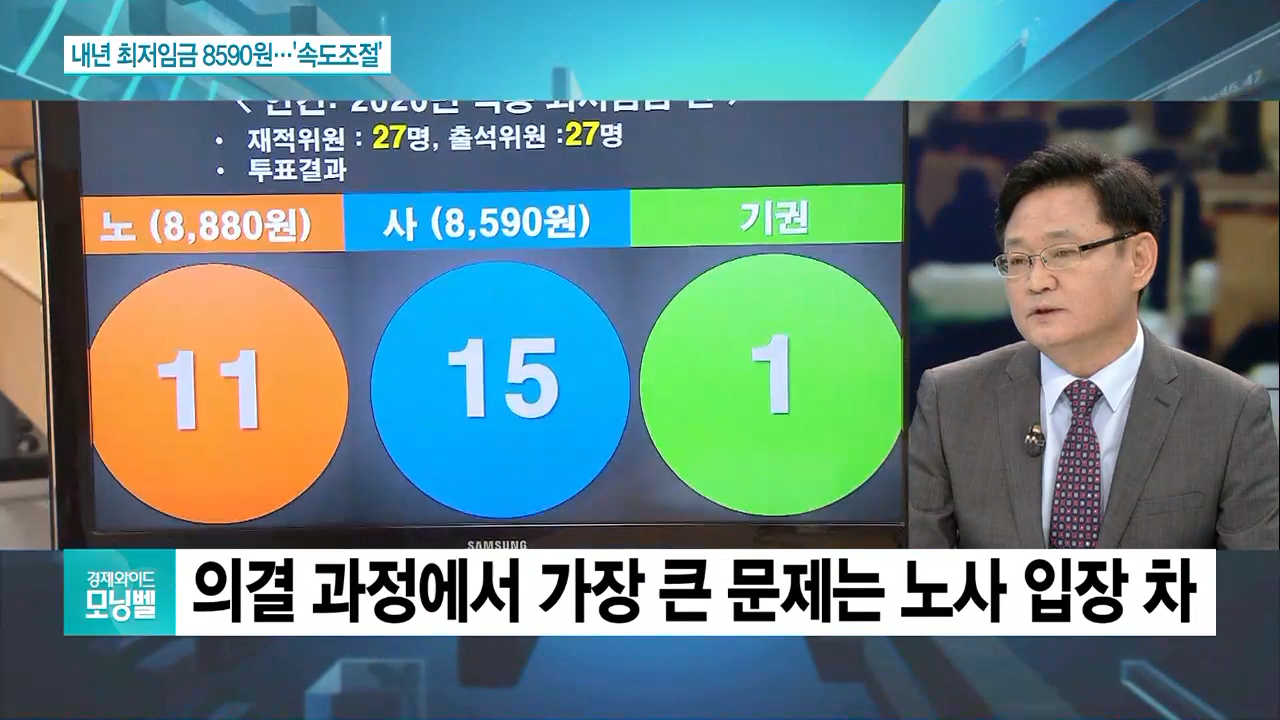 내년 최저임금 8590원…'속도조절'
• 재적위원 : 27명, 출석위원 :27명
• 투표결과
노 (8,880원) 사 (8,590원) 기권
11 15 1
SAMSUNG
경제와이드
모닝벨
의결 과정에서 가장 큰 문제는 노사 입장 차